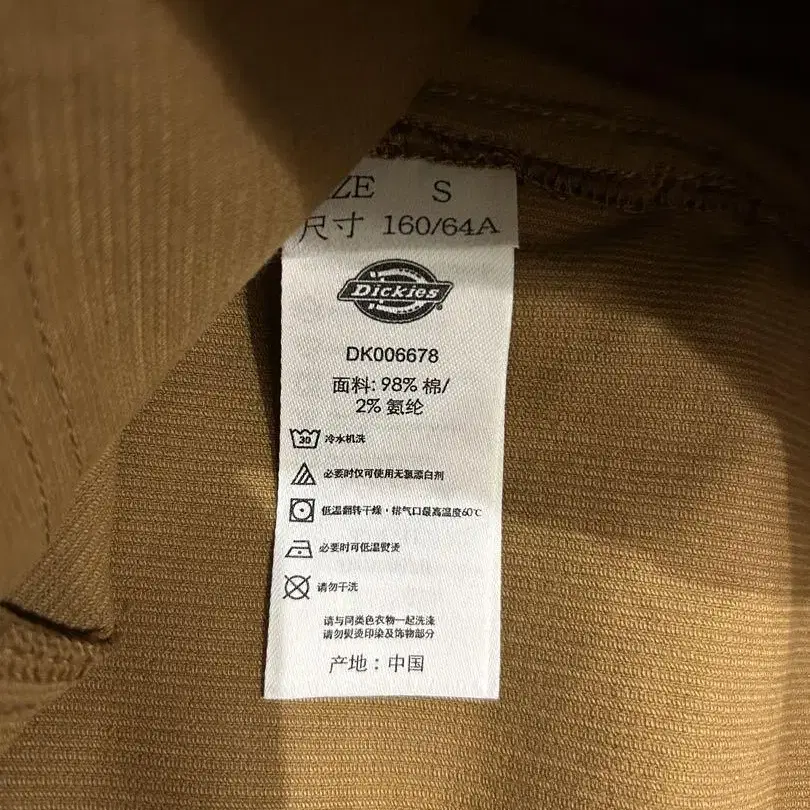 ZE S
尺寸 160/64A
Dickies
DK006678
面料: 98% 棉/
2% 氨纶
30 冷水机洗
必要时仅可使用无氯漂白剂
低温翻转干燥，排气口最高温度60℃
必要时可低温熨烫
请勿干洗
请与同类色衣物一起洗涤
请勿熨烫印染及饰物部分
产地：中国